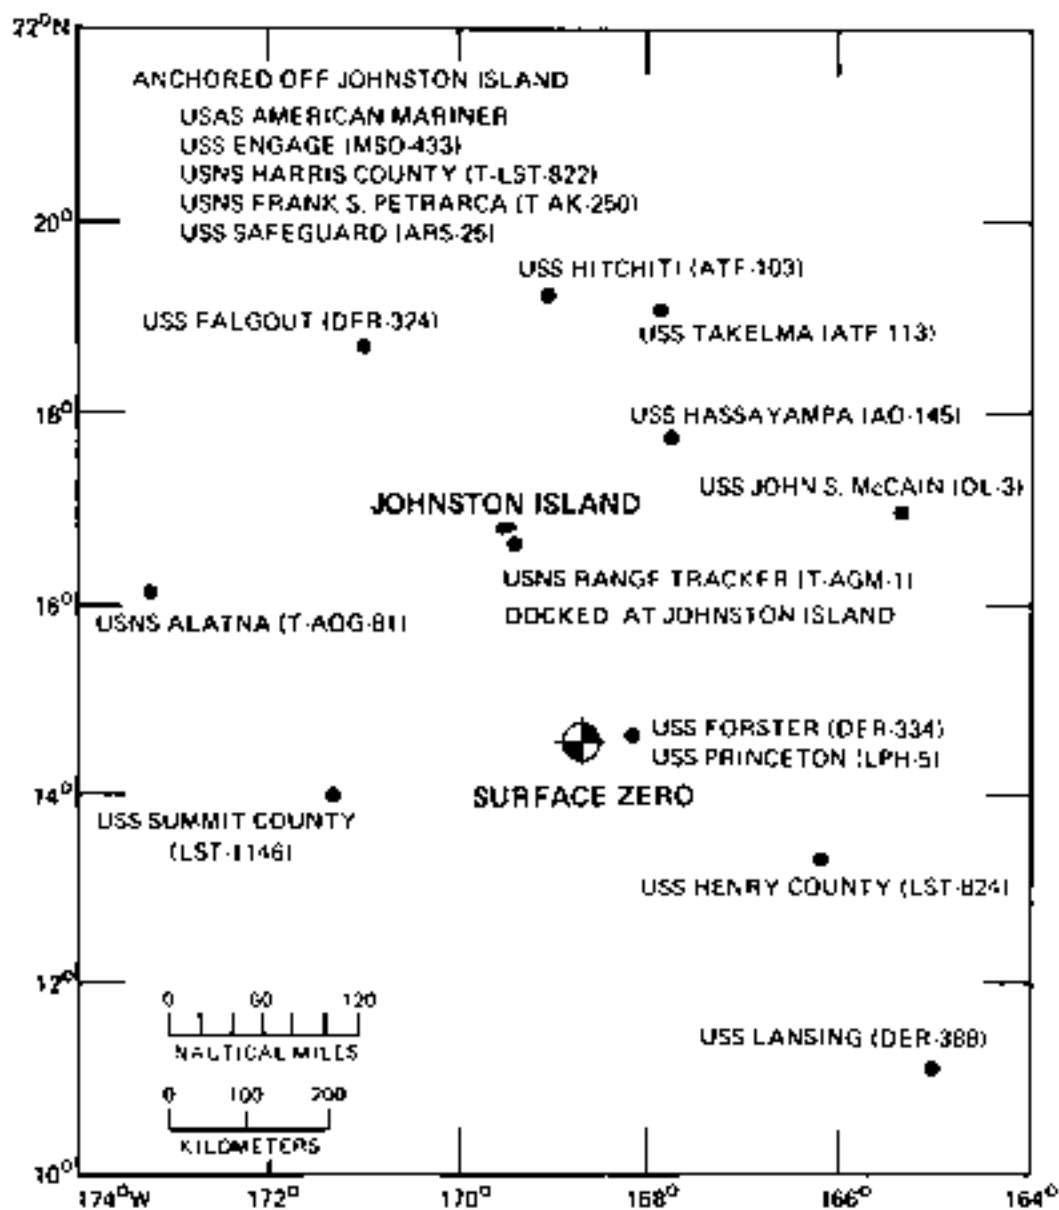 22°N
ANCHORED OFF JOHNSTON ISLAND
USAS AMERICAN MARINER
USS ENGAGE (MSO-433)
USNS HARRIS COUNTY (T-LST-822)
USNS FRANK S. PETRARCA (T AK-250)
20°
USS SAFEGUARD (ARS-25)
USS HITCHITI (ATF-103)
USS FALGOUT (DER-324)
USS TAKELMA (ATF 113)
18°
USS HASSAYAMPA (AO-145)
USS JOHN S. McCAIN (DL-3)
JOHNSTON ISLAND
USNS RANGE TRACKER (T-AGM-1)
DOCKED AT JOHNSTON ISLAND
16°
USNS ALATNA (T-AOG-81)
USS FORSTER (DER-334)
USS PRINCETON (LPH-5)
14°
SURFACE ZERO
USS SUMMIT COUNTY
(LST-1146)
USS HENRY COUNTY (LST-824)
12°
0 60 120
NAUTICAL MILES
USS LANSING (DER-388)
0 100 200
KILOMETERS
10°
174°W 172° 170° 168° 166° 164°